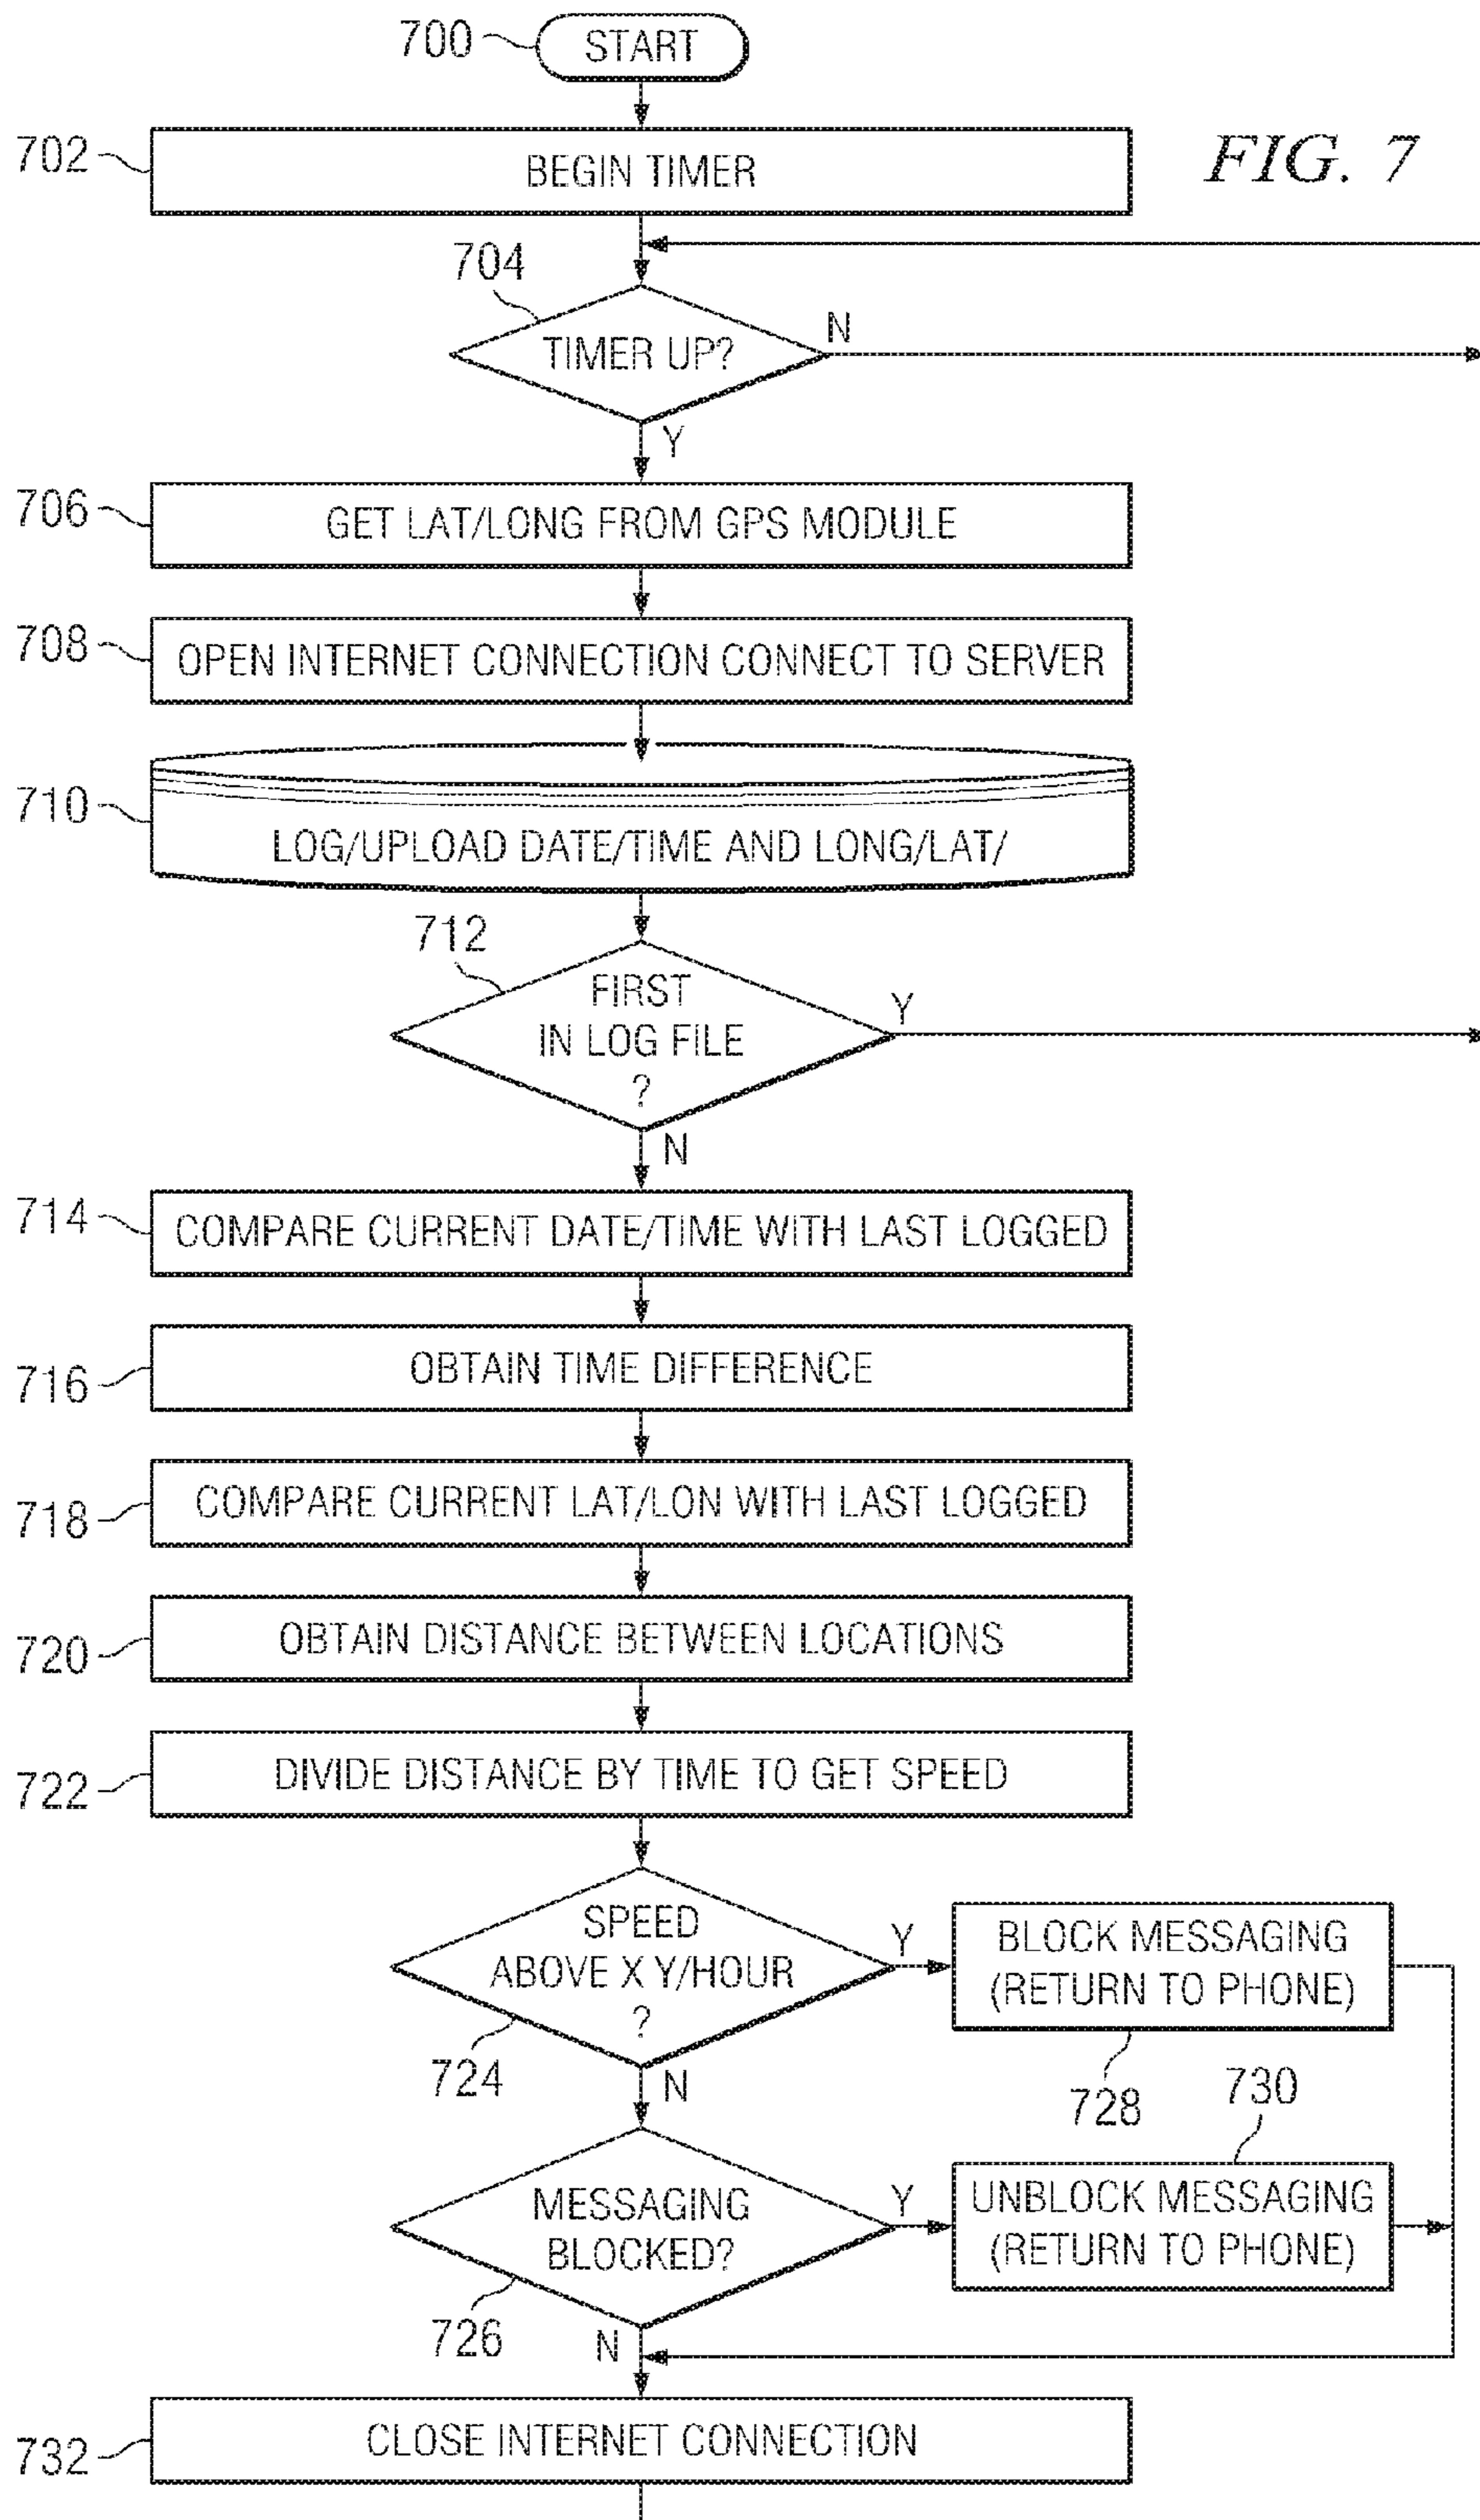 700
START
702
BEGIN TIMER
FIG. 7
704
TIMER UP?
N
Y
706
GET LAT/LONG FROM GPS MODULE
708
OPEN INTERNET CONNECTION CONNECT TO SERVER
710
LOG/UPLOAD DATE/TIME AND LONG/LAT/
712
FIRST
IN LOG FILE
?
Y
N
714
COMPARE CURRENT DATE/TIME WITH LAST LOGGED
716
OBTAIN TIME DIFFERENCE
718
COMPARE CURRENT LAT/LON WITH LAST LOGGED
720
OBTAIN DISTANCE BETWEEN LOCATIONS
722
DIVIDE DISTANCE BY TIME TO GET SPEED
SPEED
ABOVE X Y/HOUR
?
724
Y
N
BLOCK MESSAGING
(RETURN TO PHONE)
728
730
MESSAGING
BLOCKED?
726
Y
N
UNBLOCK MESSAGING
(RETURN TO PHONE)
732
CLOSE INTERNET CONNECTION